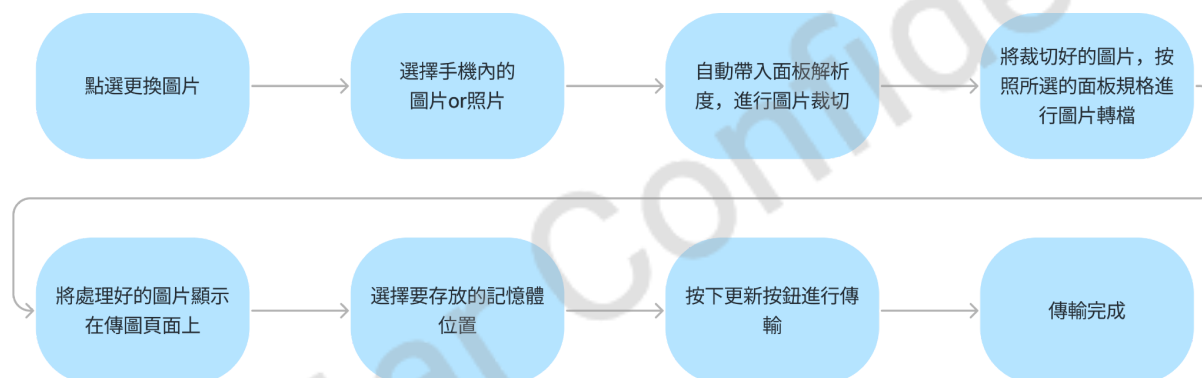 點選更換圖片
選擇手機內的
圖片or照片
自動帶入面板解析
度，進行圖片裁切
將裁切好的圖片，按
照所選的面板規格進
行圖片轉檔
將處理好的圖片顯示
在傳圖頁面上
選擇要存放的記憶體
位置
按下更新按鈕進行傳
輸
傳輸完成